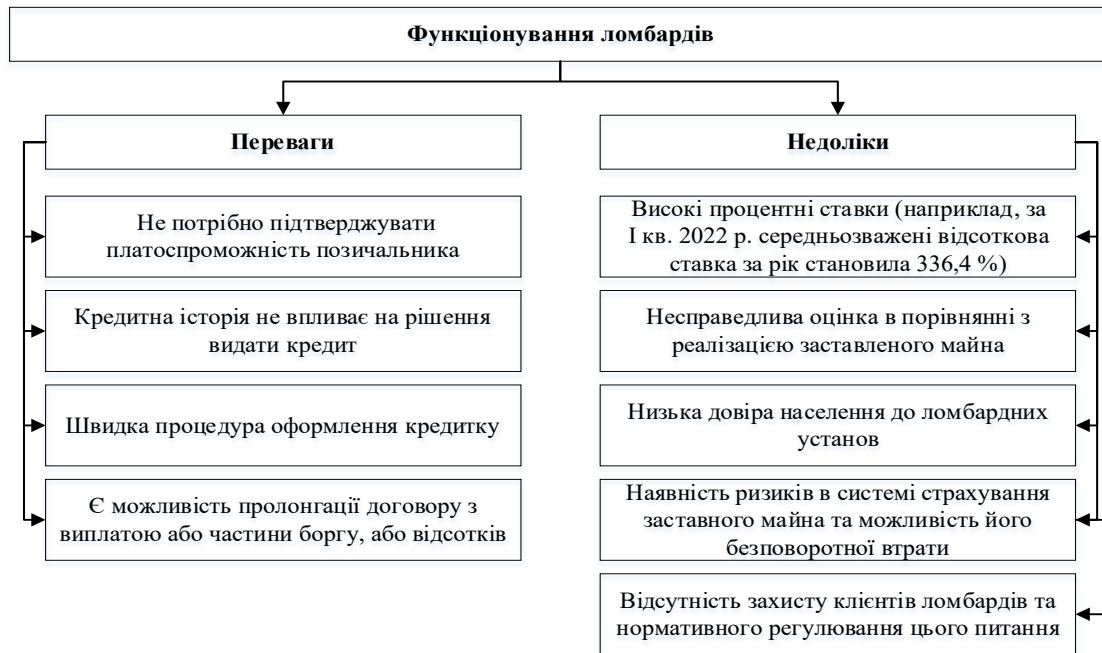 Функціонування ломбардів
Переваги
Недоліки
Не потрібно підтверджувати
платоспроможність позичальника
Кредитна історія не впливає на рішення
видати кредит
Швидка процедура оформлення кредитку
Є можливість пролонгації договору з
виплатою або частини боргу, або відсотків
Високі процентні ставки (наприклад, за
І кв. 2022 р. середньозважені відсоткова
ставка за рік становила 336,4 %)
Несправедлива оцінка в порівнянні з
реалізацією заставленого майна
Низька довіра населення до ломбардних
установ
Наявність ризиків в системі страхування
заставного майна та можливість його
безповоротної втрати
Відсутність захисту клієнтів ломбардів та
нормативного регулювання цього питання